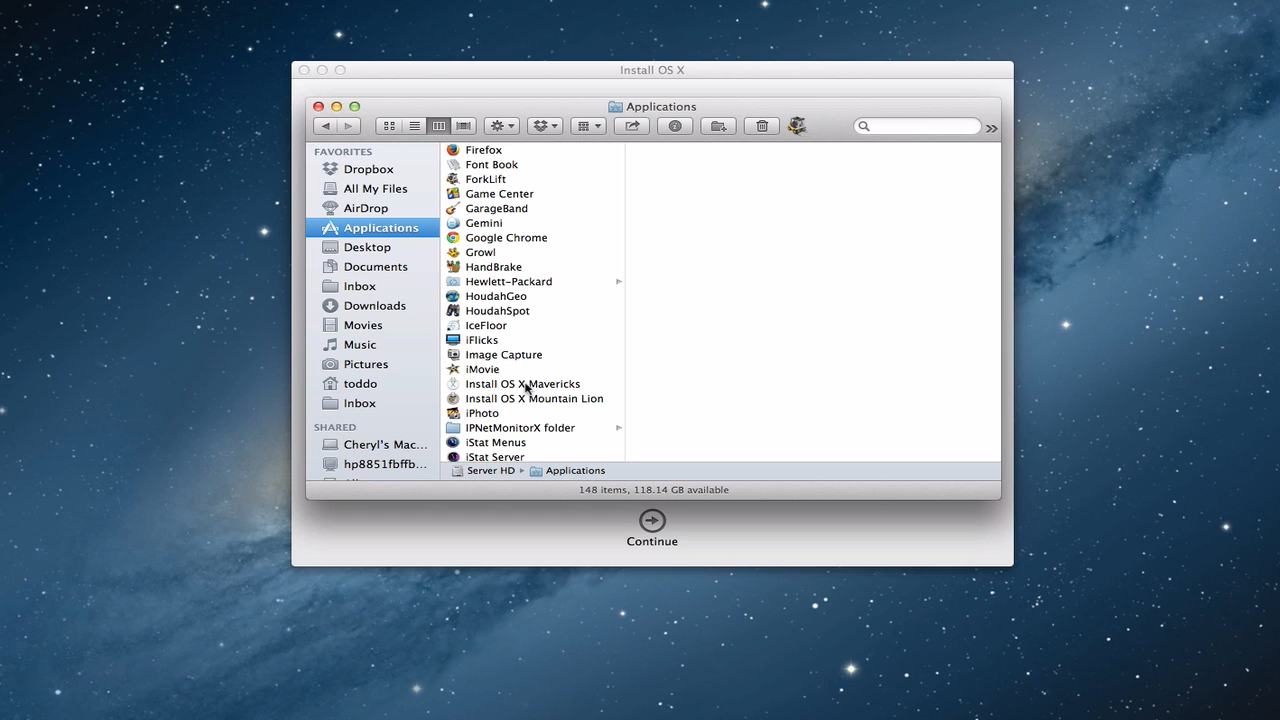 Install OS X
Applications
FAVORITES
Dropbox
All My Files
AirDrop
Applications
Desktop
Documents
Inbox
Downloads
Movies
Music
Pictures
toddo
Inbox
SHARED
Cheryl's Mac...
hp8851fbffb...
Firefox
Font Book
ForkLift
Game Center
GarageBand
Gemini
Google Chrome
Growl
HandBrake
Hewlett-Packard
HoudahGeo
HoudahSpot
IceFloor
iFlicks
Image Capture
iMovie
Install OS X Mavericks
Install OS X Mountain Lion
iPhoto
IPNetMonitorX folder
iStat Menus
iStat Server
Server HD Applications
148 items, 118.14 GB available
Continue